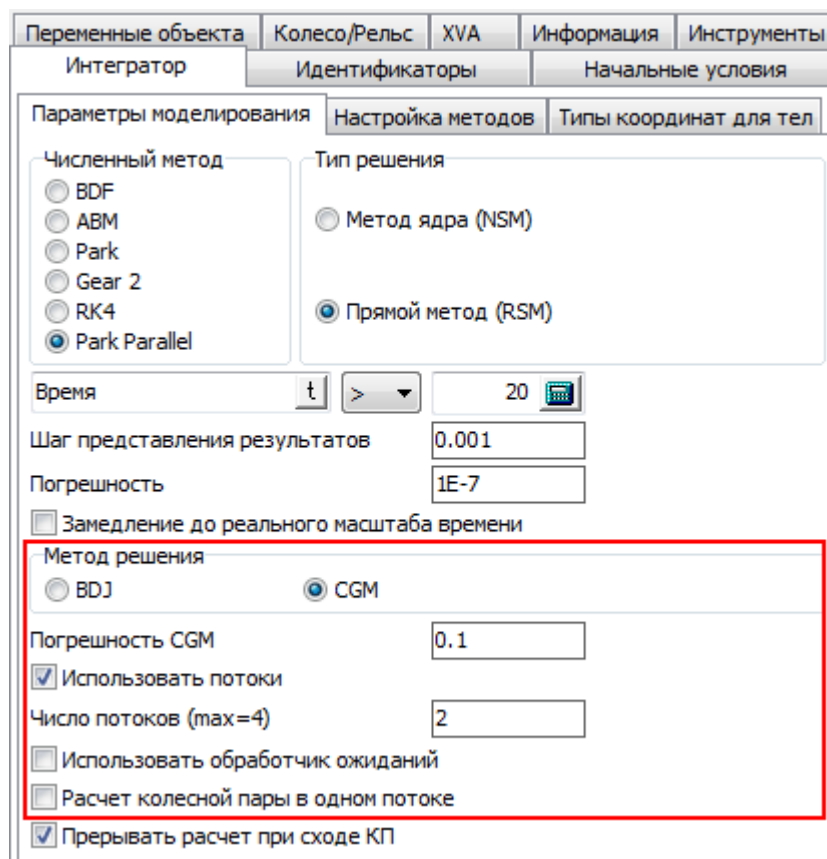 Переменные объекта Колесо/Рельс XVA Информация Инструменты
Интегратор Идентификаторы Начальные условия
Параметры моделирования Настройка методов Типы координат для тел
Численный метод Тип решения
BDF
ABM Метод ядра (NSM)
Park
Gear 2
RK4 Прямой метод (RSM)
Park Parallel
Время t > 20
Шаг представления результатов 0.001
Погрешность 1E-7
Замедление до реального масштаба времени
Метод решения
BDJ CGM
Погрешность CGM 0.1
Использовать потоки
Число потоков (max=4) 2
Использовать обработчик ожиданий
Расчет колесной пары в одном потоке
Прерывать расчет при сходе КП